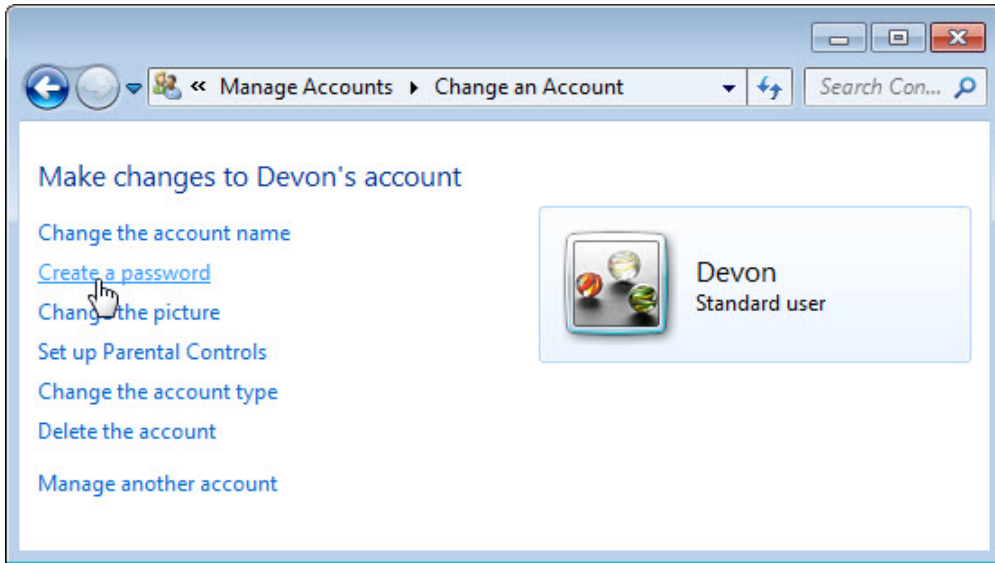 « Manage Accounts ▸ Change an Account
Search Con...
Make changes to Devon's account
Change the account name
Create a password
Change the picture
Set up Parental Controls
Change the account type
Delete the account
Manage another account
Devon
Standard user